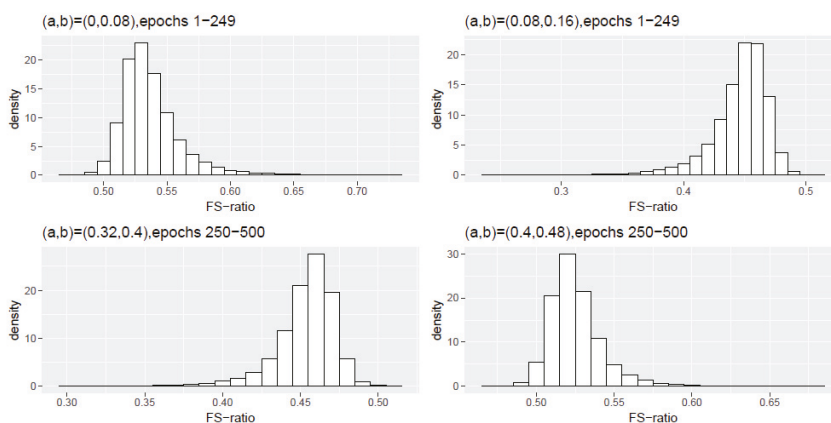 (a,b)=(0,0.08),epochs 1−249
density
20
15
10
5
0
0.50 0.55 0.60 0.65 0.70
FS−ratio
(a,b)=(0.08,0.16),epochs 1−249
density
20
15
10
5
0
0.3 0.4 0.5
FS−ratio
(a,b)=(0.32,0.4),epochs 250−500
density
20
10
0
0.30 0.35 0.40 0.45 0.50
FS−ratio
(a,b)=(0.4,0.48),epochs 250−500
density
30
20
10
0
0.50 0.55 0.60 0.65
FS−ratio